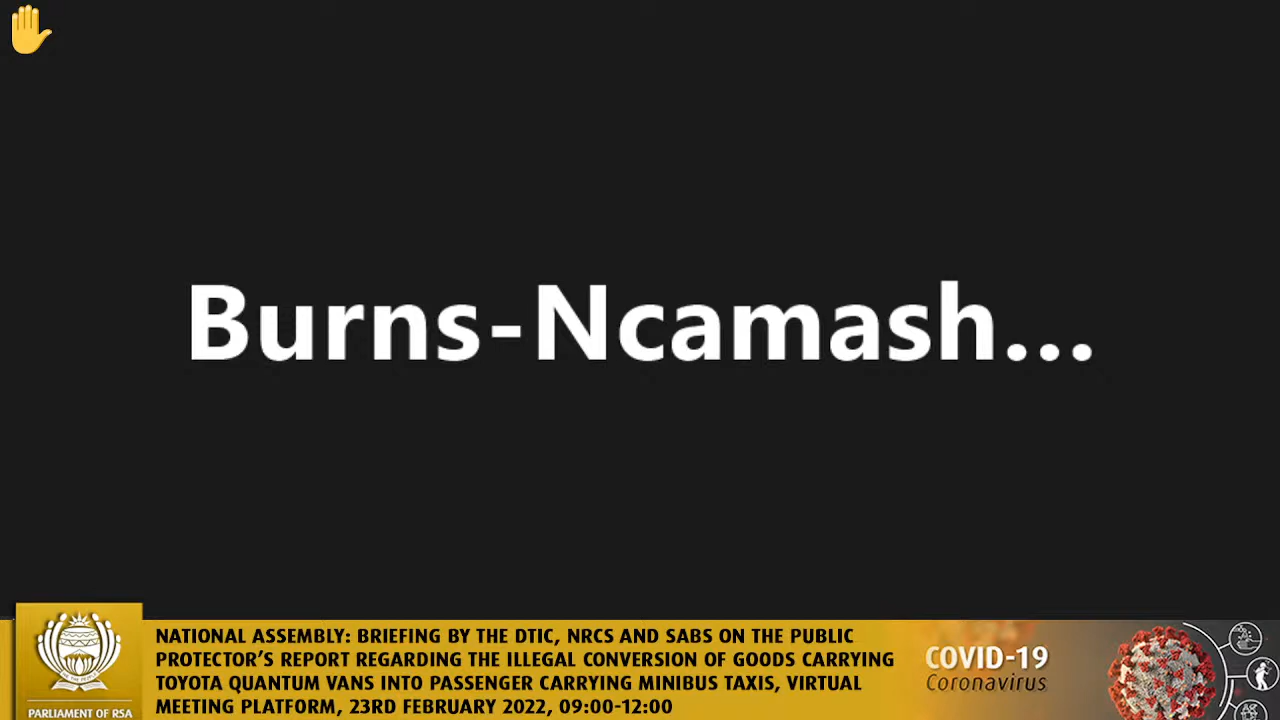 Burns-Ncamash...
NATIONAL ASSEMBLY: BRIEFING BY THE DTIC, NRCS AND SABS ON THE PUBLIC
PROTECTOR'S REPORT REGARDING THE ILLEGAL CONVERSION OF GOODS CARRYING
TOYOTA QUANTUM VANS INTO PASSENGER CARRYING MINIBUS TAXIS, VIRTUAL
MEETING PLATFORM, 23RD FEBRUARY 2022, 09:00-12:00
PARLIAMENT OF RSA
COVID-19
Coronavirus